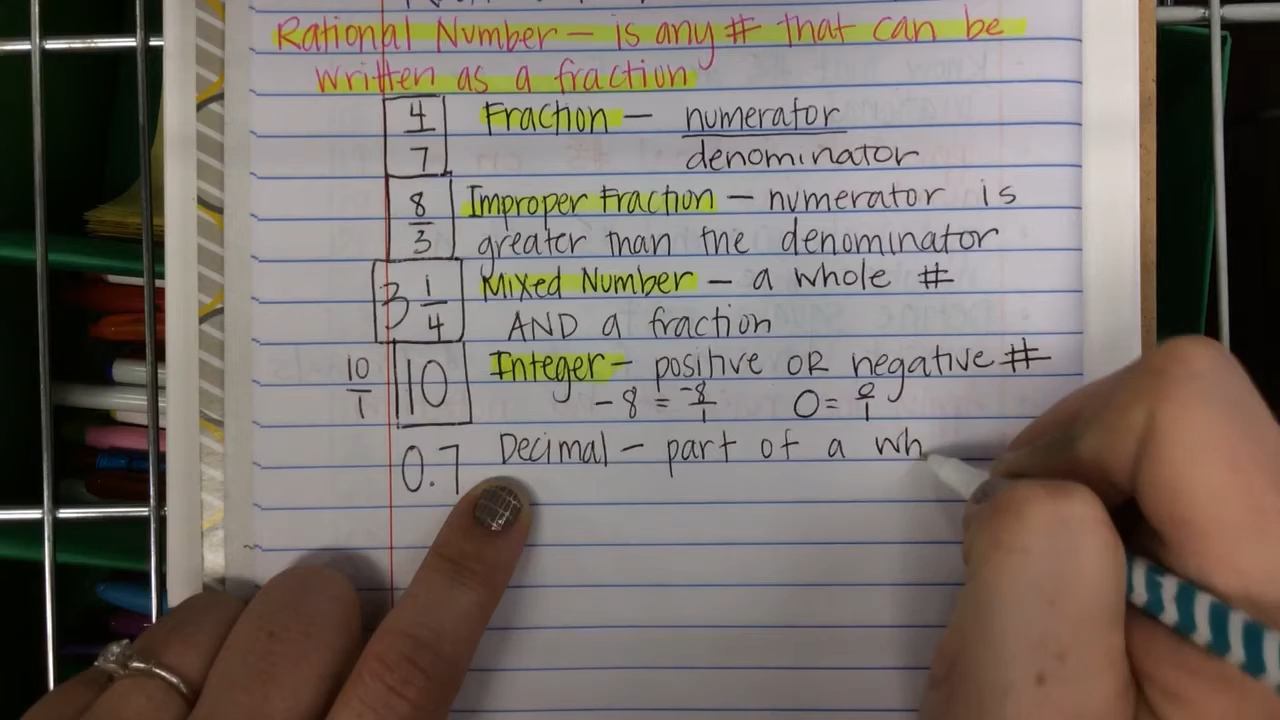 Rational Number – is any # that can be
written as a fraction
4/7 Fraction – numerator
denominator
8/3 Improper Fraction – numerator is
greater than the denominator
3 1/4 Mixed Number – a whole #
AND a fraction
10/1 10 Integer – positive OR negative #
-8 = -8/1 0 = 0/1
0.7 Decimal – part of a wh